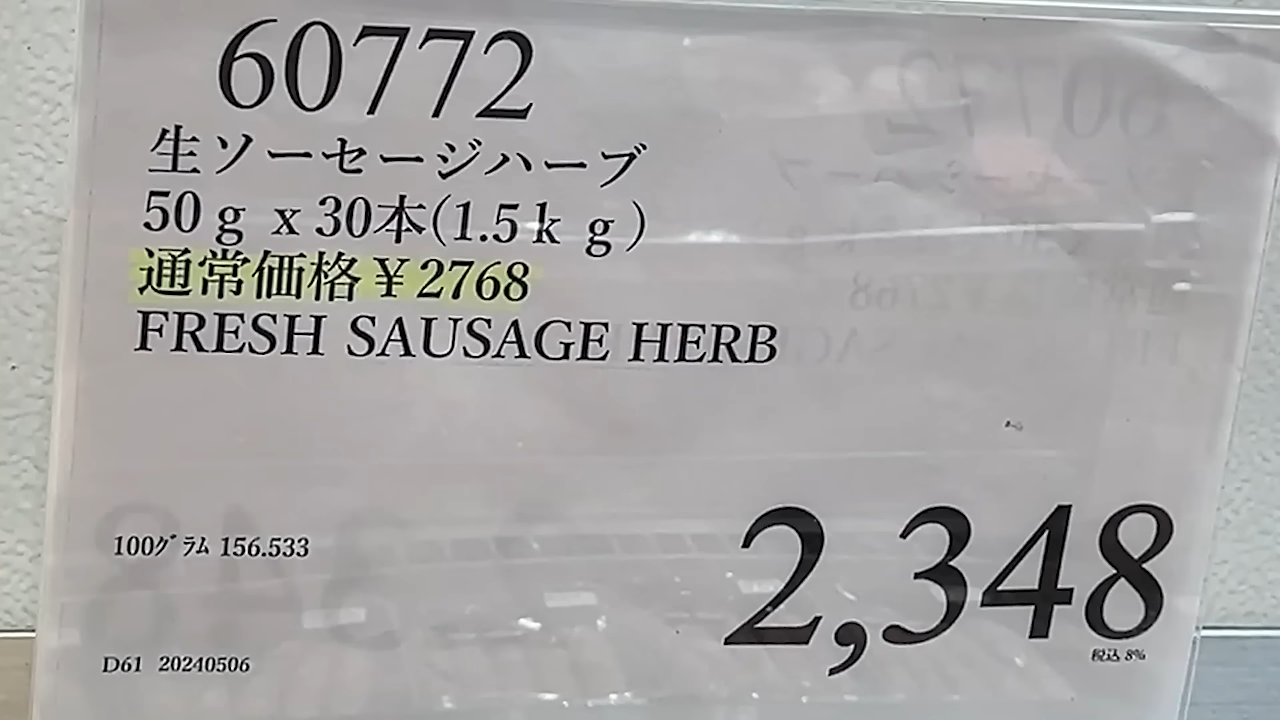 60772
生ソーセージハーブ
50ｇ x 30本(1.5ｋｇ)
通常価格￥2768
FRESH SAUSAGE HERB
100ｸﾞﾗﾑ 156.533
2,348
税込 8%
D61 20240506